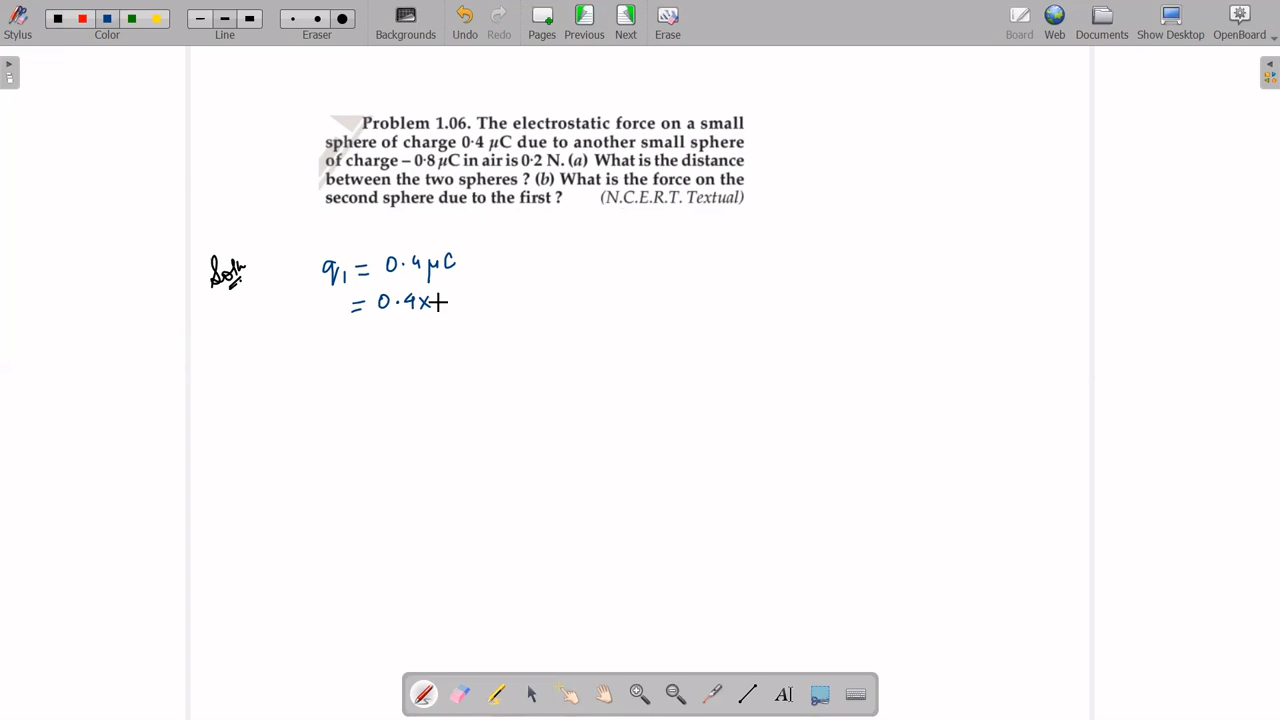 Stylus
Color
Line
Eraser
Backgrounds
Undo
Redo
Pages
Previous
Next
Erase
Board
Web
Documents
Show Desktop
OpenBoard
Problem 1.06. The electrostatic force on a small
sphere of charge 0·4 μC due to another small sphere
of charge – 0·8 μC in air is 0·2 N. (a) What is the distance
between the two spheres ? (b) What is the force on the
second sphere due to the first ? (N.C.E.R.T. Textual)
Soln q₁ = 0.4 μC
= 0.4×
AI